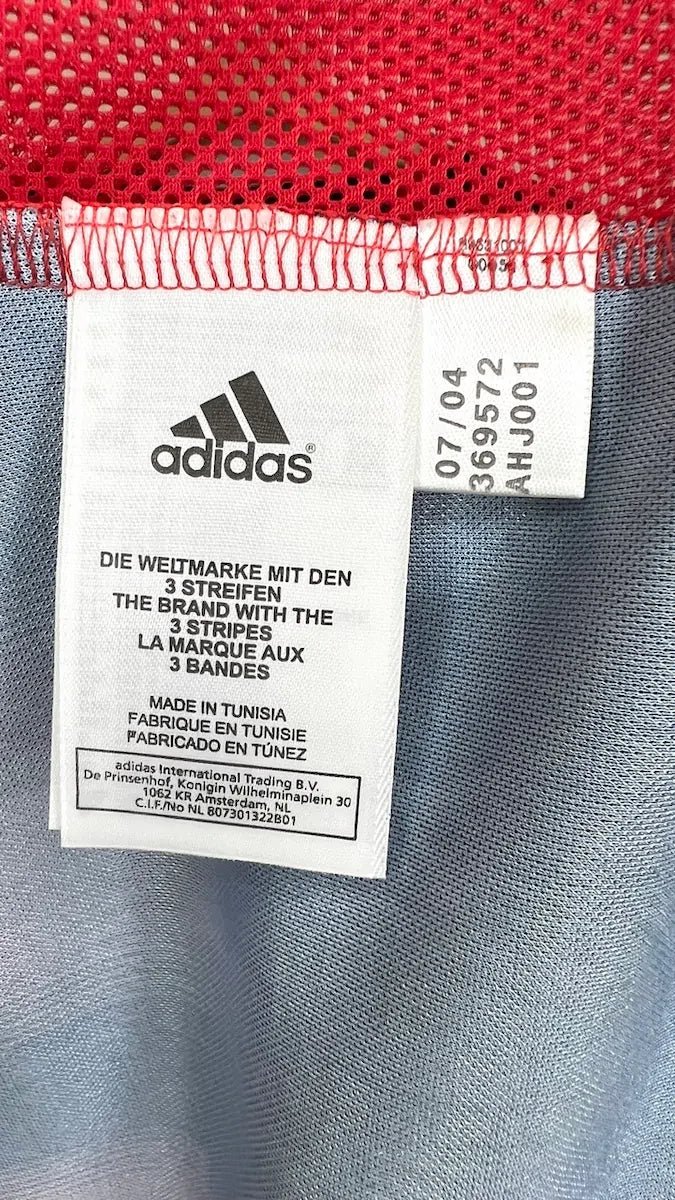 adidas®
DIE WELTMARKE MIT DEN
3 STREIFEN
THE BRAND WITH THE
3 STRIPES
LA MARQUE AUX
3 BANDES
MADE IN TUNISIA
FABRIQUE EN TUNISIE
FABRICADO EN TÚNEZ
adidas International Trading B.V.
De Prinsenhof, Konigin Wilhelminaplein 30
1062 KR Amsterdam, NL
C.I.F./No NL 807301322B01
07/04
369572
AHJ001